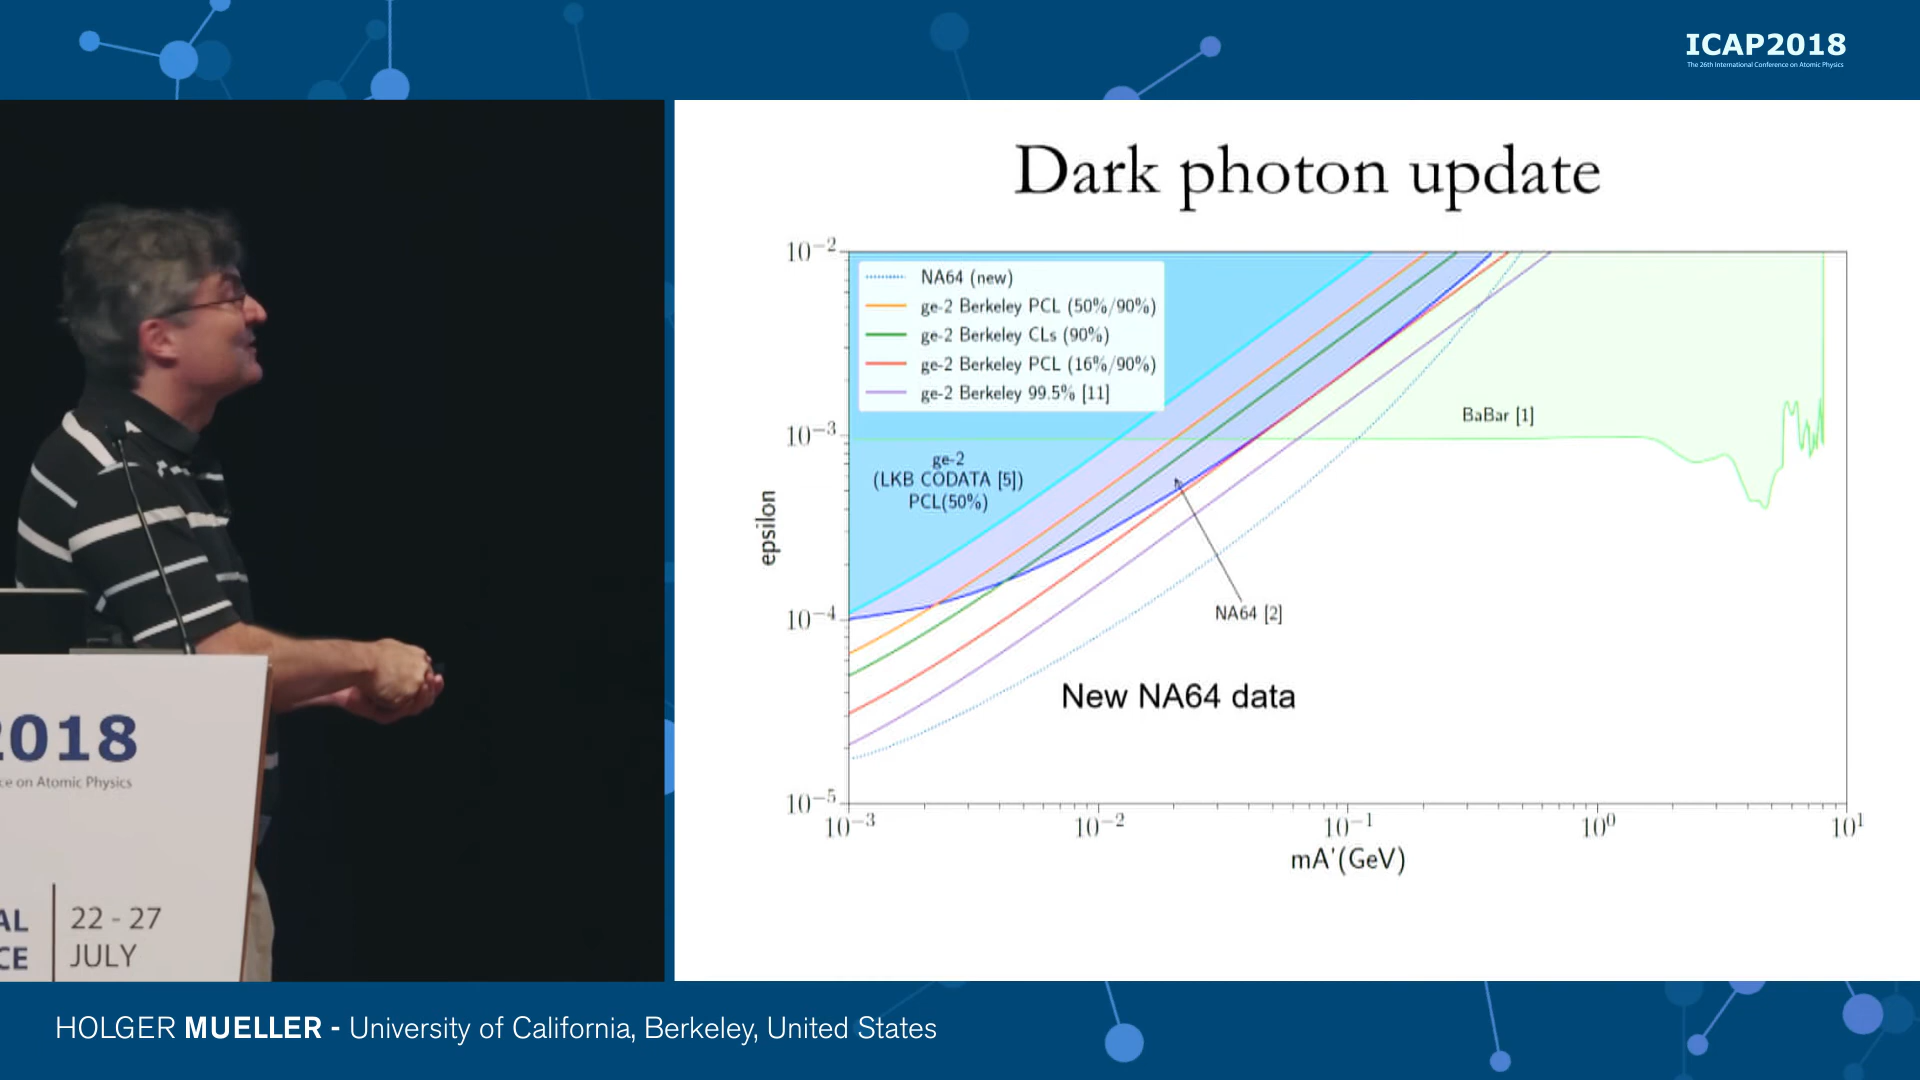 ICAP2018
The 26th International Conference on Atomic Physics
Dark photon update
10⁻²
10⁻³
10⁻⁴
10⁻⁵
epsilon
NA64 (new)
ge-2 Berkeley PCL (50%/90%)
ge-2 Berkeley CLs (90%)
ge-2 Berkeley PCL (16%/90%)
ge-2 Berkeley 99.5% [11]
BaBar [1]
ge-2
(LKB CODATA [5])
PCL(50%)
NA64 [2]
New NA64 data
10⁻³ 10⁻² 10⁻¹ 10⁰ 10¹
mA'(GeV)
2018
ce on Atomic Physics
AL
CE
22 - 27
JULY
HOLGER MUELLER - University of California, Berkeley, United States